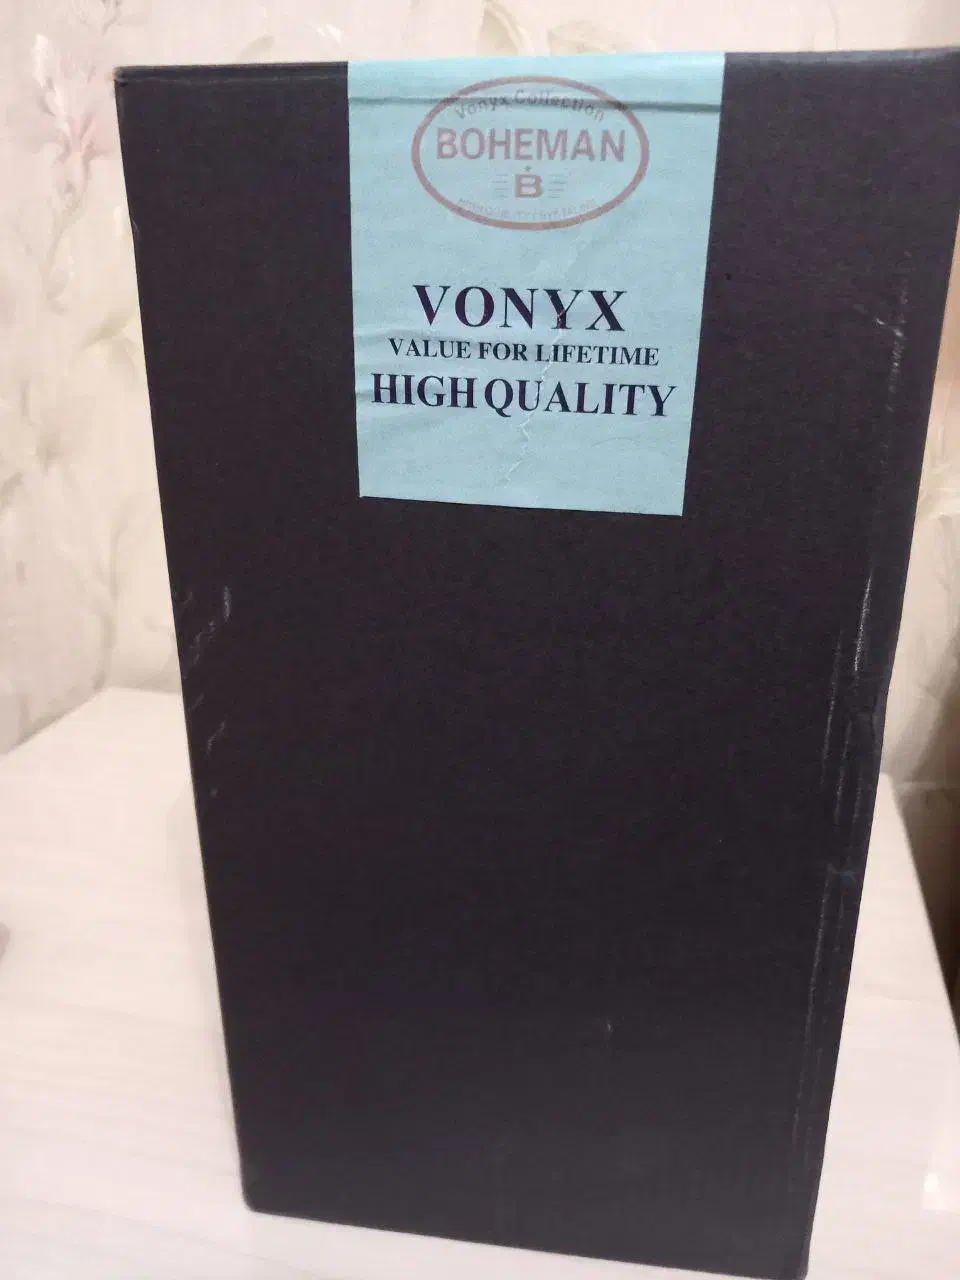 Vonyx Collection
BOHEMAN
B
VONYX
VALUE FOR LIFETIME
HIGH QUALITY